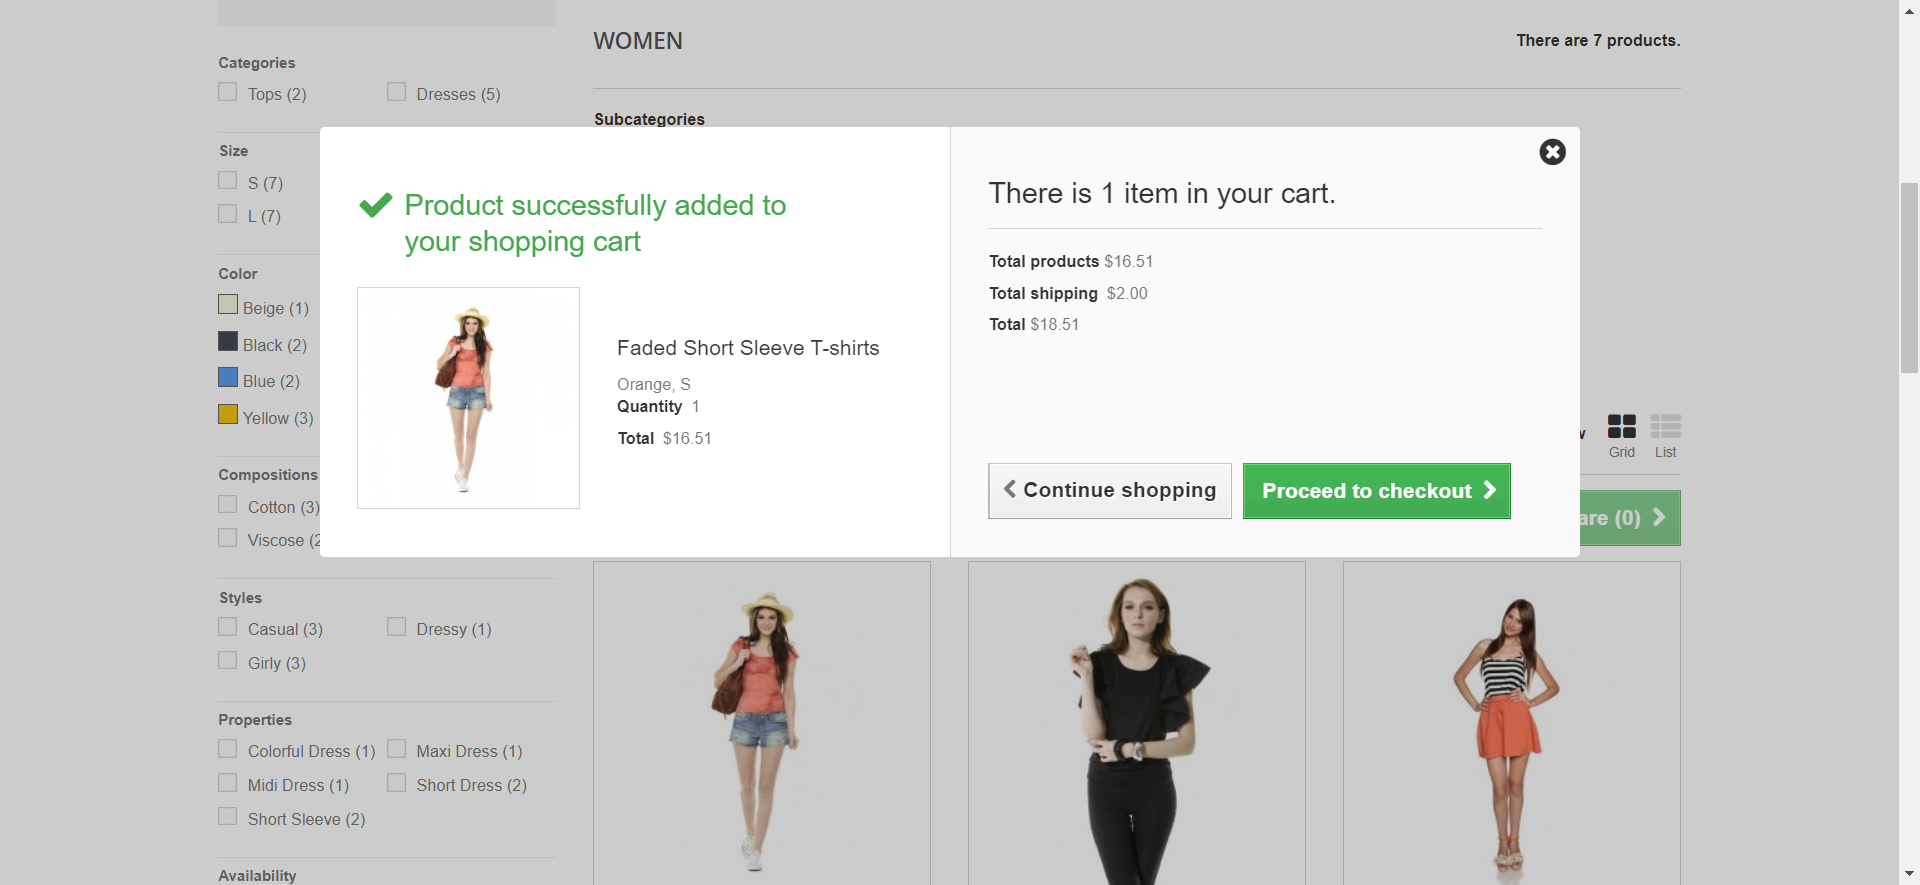 WOMEN
There are 7 products.
Categories
Tops (2)
Dresses (5)
Subcategories
Size
S (7)
L (7)
Color
Beige (1)
Black (2)
Blue (2)
Yellow (3)
Compositions
Cotton (3)
Viscose (2
Styles
Casual (3)
Dressy (1)
Girly (3)
Properties
Colorful Dress (1)
Maxi Dress (1)
Midi Dress (1)
Short Dress (2)
Short Sleeve (2)
Availability
Product successfully added to
your shopping cart
Faded Short Sleeve T-shirts
Orange, S
Quantity 1
Total $16.51
There is 1 item in your cart.
Total products $16.51
Total shipping $2.00
Total $18.51
Continue shopping
Proceed to checkout
Grid
List
are (0)